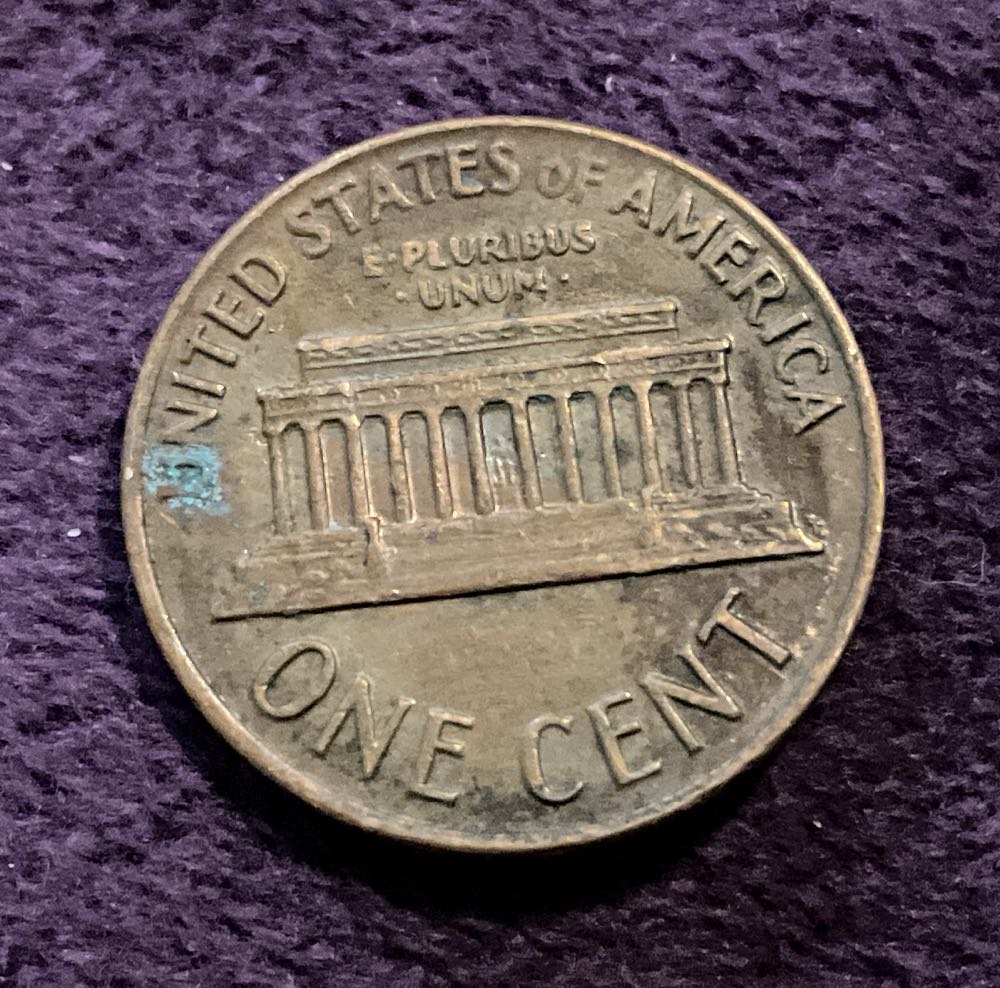 UNITED STATES OF AMERICA
E·PLURIBUS
·UNUM·
ONE CENT